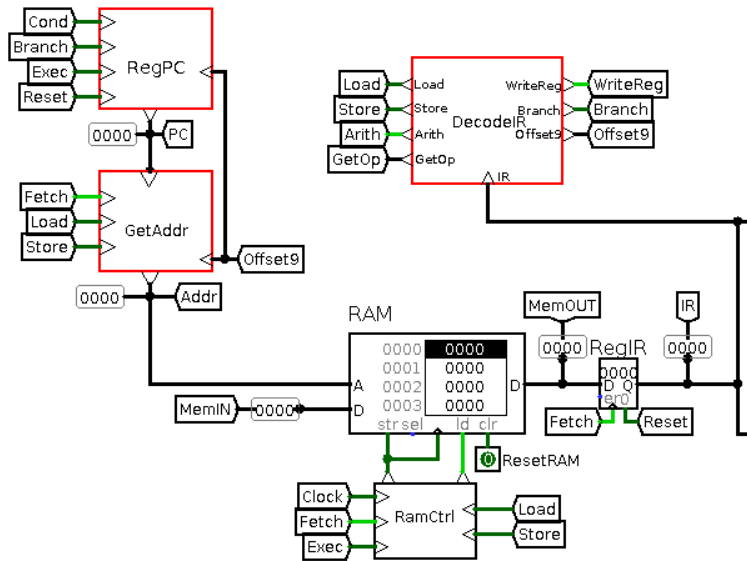 Cond
Branch
Exec
Reset
RegPC
0000
PC
Fetch
Load
Store
GetAddr
Offset9
0000
Addr
Load
Store
Arith
GetOp
Load
Store
Arith
GetOp
DecodeIR
WriteReg
Branch
Offset9
IR
WriteReg
Branch
Offset9
RAM
0000 0000
0001 0000
0002 0000
0003 0000
A
D
D
str sel ld clr
MemIN
0000
MemOUT
0000
RegIR
0000
D Q
en 0
IR
0000
Fetch
Reset
0
ResetRAM
Clock
Fetch
Exec
RamCtrl
Load
Store